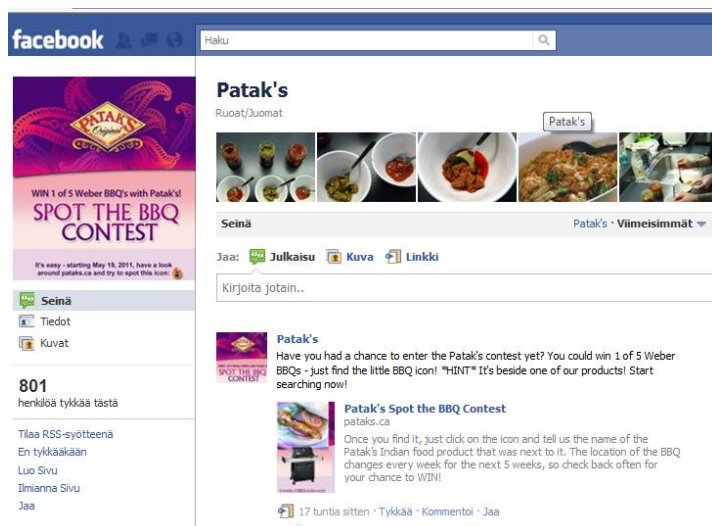 facebook
Haku
PATAK'S
Original
WIN 1 of 5 Weber BBQ's with Patak's!
SPOT THE BBQ
CONTEST
It's easy - starting May 19, 2011, have a look
around pataks.ca and try to spot this icon:
Seinä
Tiedot
Kuvat
801
henkilöä tykkää tästä
Tilaa RSS-syötteenä
En tykkääkään
Luo Sivu
Ilmianna Sivu
Jaa
Patak's
Ruoat/Juomat
Patak's
Seinä
Patak's · Viimeisimmät
Jaa: Julkaisu Kuva Linkki
Kirjoita jotain..
SPOT THE BBQ
CONTEST
Patak's
Have you had a chance to enter the Patak's contest yet? You could win 1 of 5 Weber
BBQs - just find the little BBQ icon! *HINT* It's beside one of our products! Start
searching now!
Patak's Spot the BBQ Contest
pataks.ca
Once you find it, just click on the icon and tell us the name of the
Patak's Indian food product that was next to it. The location of the BBQ
changes every week for the next 5 weeks, so check back often for
your chance to WIN!
17 tuntia sitten · Tykkää · Kommentoi · Jaa